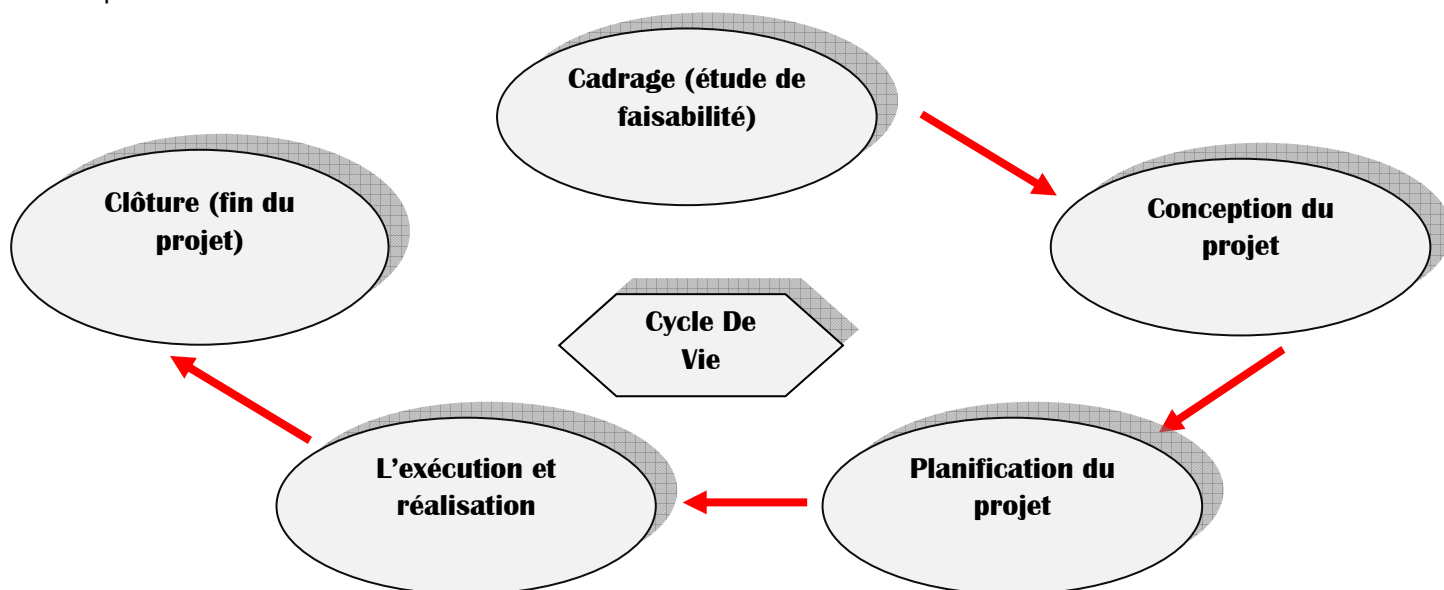 Cadrage (étude de
faisabilité)
Clôture (fin du
projet)
Conception du
projet
Cycle De
Vie
L'exécution et
réalisation
Planification du
projet